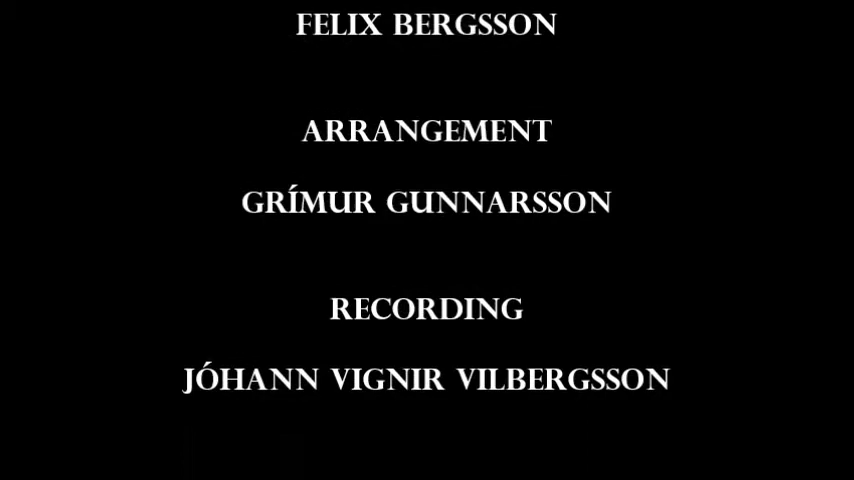 FELIX BERGSSON
ARRANGEMENT
GRÍMUR GUNNARSSON
RECORDING
JÓHANN VIGNIR VILBERGSSON